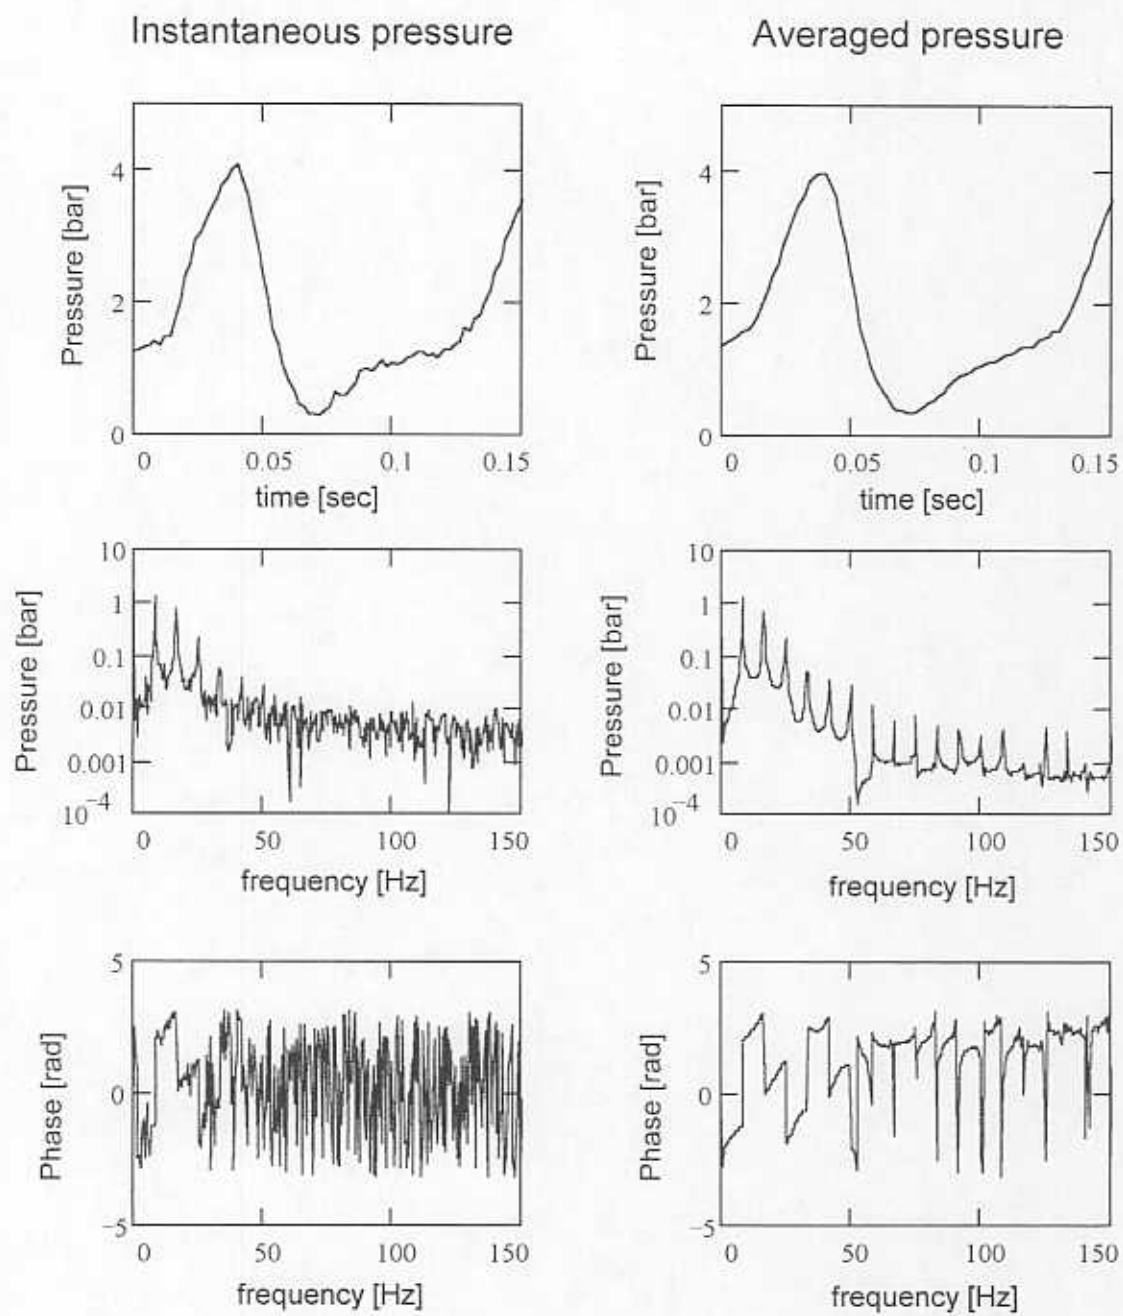 Instantaneous pressure
Averaged pressure
Pressure [bar]
4
2
0
0 0.05 0.1 0.15
time [sec]
Pressure [bar]
4
2
0
0 0.05 0.1 0.15
time [sec]
Pressure [bar]
10
1
0.1
0.01
0.001
10⁻⁴
0 50 100 150
frequency [Hz]
Pressure [bar]
10
1
0.1
0.01
0.001
10⁻⁴
0 50 100 150
frequency [Hz]
Phase [rad]
5
0
−5
0 50 100 150
frequency [Hz]
Phase [rad]
5
0
−5
0 50 100 150
frequency [Hz]